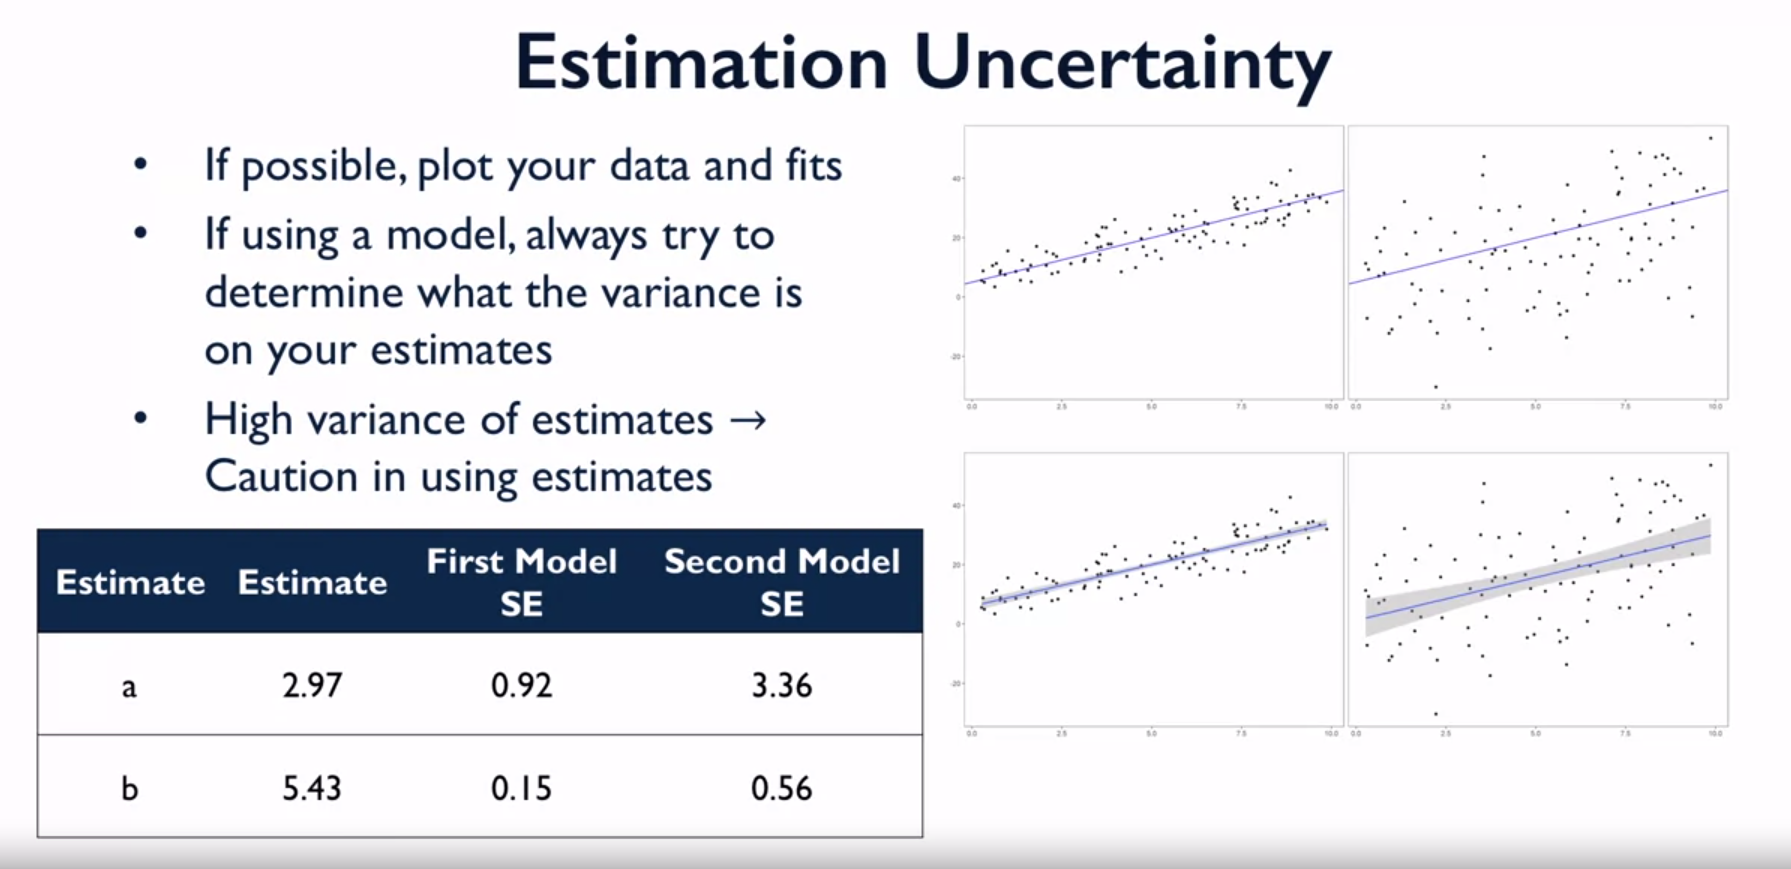 Estimation Uncertainty
• If possible, plot your data and fits
• If using a model, always try to
determine what the variance is
on your estimates
• High variance of estimates →
Caution in using estimates
Estimate Estimate First Model SE Second Model SE
a 2.97 0.92 3.36
b 5.43 0.15 0.56
40
20
0
-20
0.0 2.5 5.0 7.5 10.0 0.0 2.5 5.0 7.5 10.0
40
20
0
-20
0.0 2.5 5.0 7.5 10.0 0.0 2.5 5.0 7.5 10.0